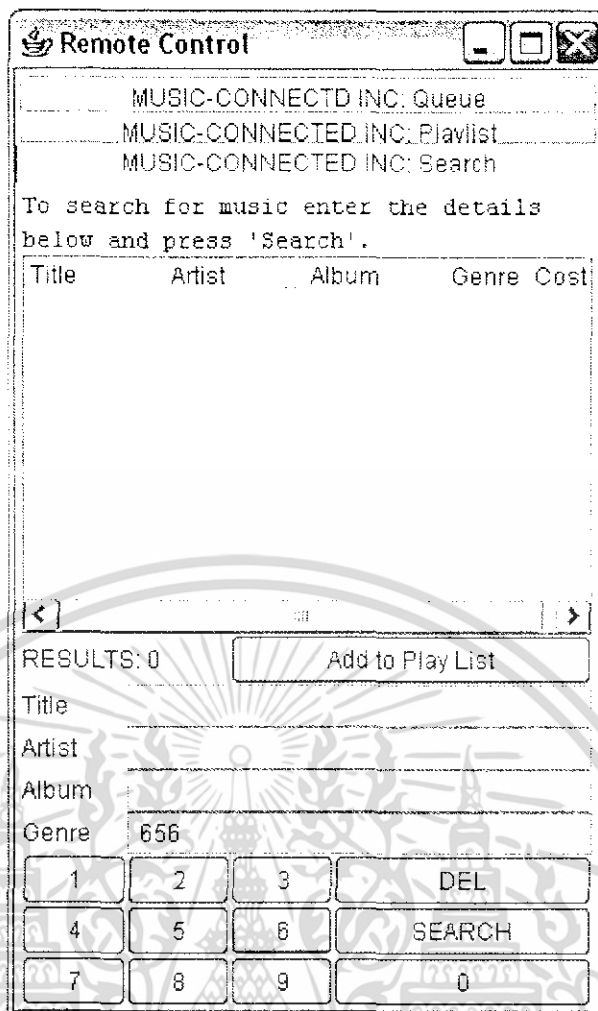 Remote Control
MUSIC-CONNECTD INC: Queue
MUSIC-CONNECTED INC: Playlist
MUSIC-CONNECTED INC: Search
To search for music enter the details
below and press 'Search'.
Title Artist Album Genre Cost
RESULTS: 0 Add to Play List
Title
Artist
Album
Genre 656
1 2 3 DEL
4 5 6 SEARCH
7 8 9 0